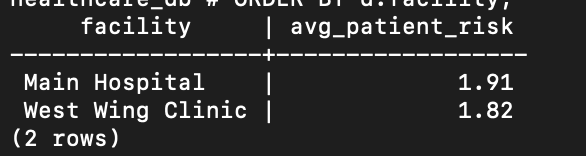 healthcare_db # ORDER BY d.facility;
facility | avg_patient_risk
------------------+------------------
Main Hospital | 1.91
West Wing Clinic | 1.82
(2 rows)